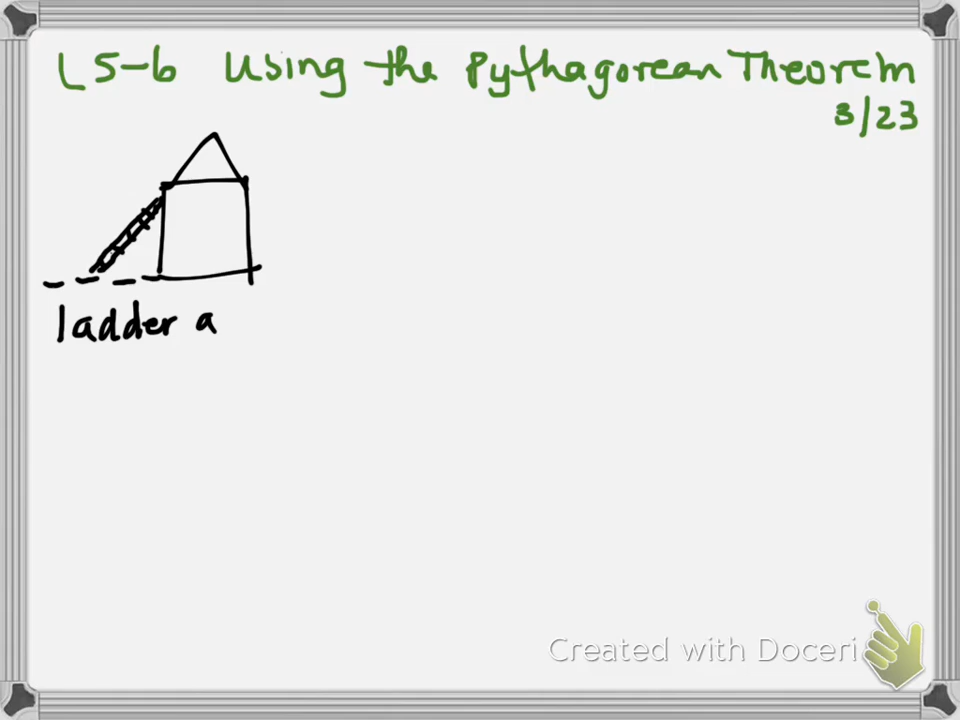 L5-6 Using the Pythagorean Theorem
3/23
ladder a
Created with Doceri